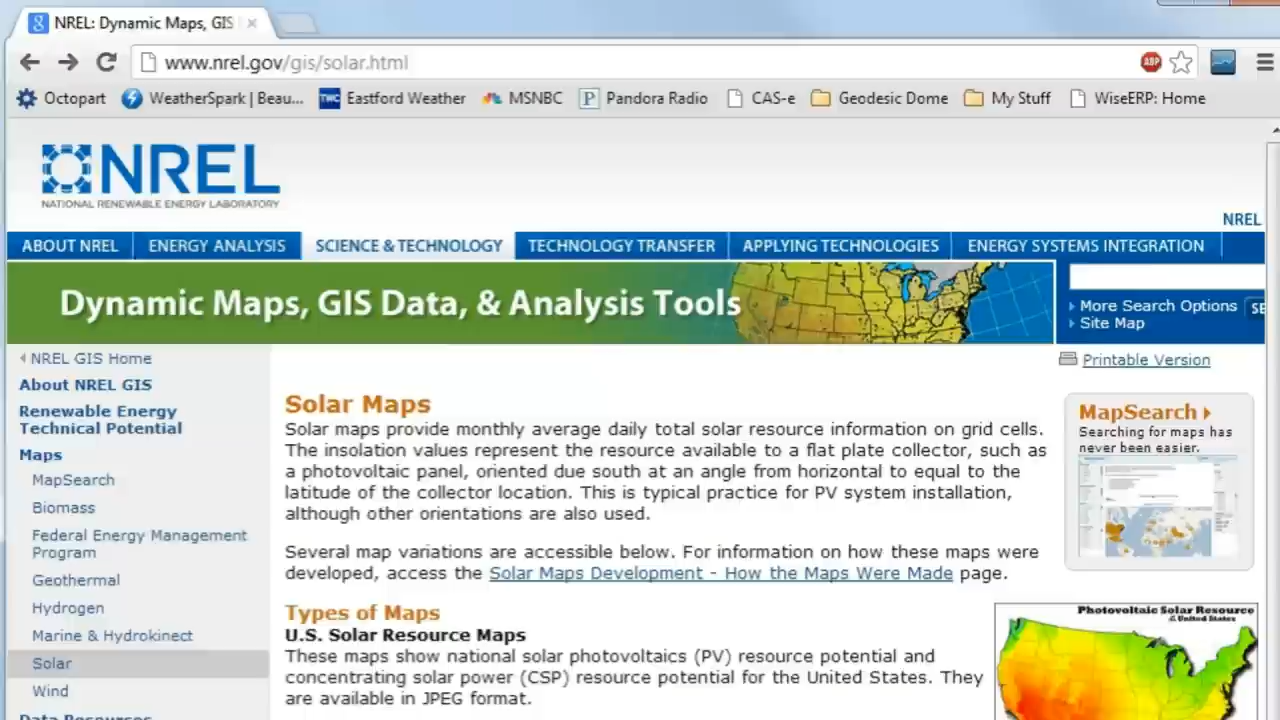 NREL: Dynamic Maps, GIS
www.nrel.gov/gis/solar.html
ABP
Octopart WeatherSpark | Beau... TWC Eastford Weather MSNBC P Pandora Radio CAS-e Geodesic Dome My Stuff WiseERP: Home
NREL
NATIONAL RENEWABLE ENERGY LABORATORY
NREL
ABOUT NREL ENERGY ANALYSIS SCIENCE & TECHNOLOGY TECHNOLOGY TRANSFER APPLYING TECHNOLOGIES ENERGY SYSTEMS INTEGRATION
Dynamic Maps, GIS Data, & Analysis Tools
More Search Options SE
Site Map
NREL GIS Home
About NREL GIS
Renewable Energy
Technical Potential
Maps
MapSearch
Biomass
Federal Energy Management
Program
Geothermal
Hydrogen
Marine & Hydrokinect
Solar
Wind
Data Resources
Printable Version
Solar Maps
Solar maps provide monthly average daily total solar resource information on grid cells.
The insolation values represent the resource available to a flat plate collector, such as
a photovoltaic panel, oriented due south at an angle from horizontal to equal to the
latitude of the collector location. This is typical practice for PV system installation,
although other orientations are also used.
Several map variations are accessible below. For information on how these maps were
developed, access the Solar Maps Development - How the Maps Were Made page.
Types of Maps
U.S. Solar Resource Maps
These maps show national solar photovoltaics (PV) resource potential and
concentrating solar power (CSP) resource potential for the United States. They
are available in JPEG format.
MapSearch
Searching for maps has
never been easier.
Photovoltaic Solar Resource
United States